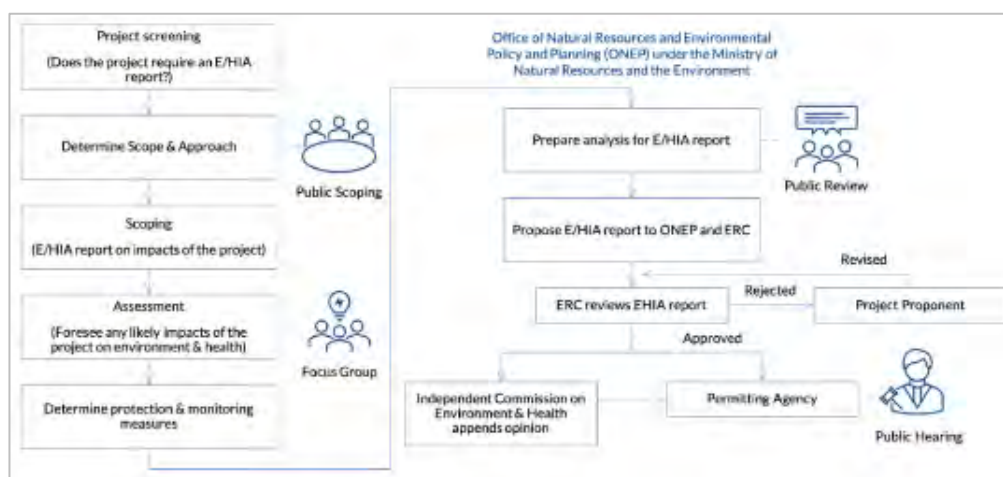 Project screening
(Does the project require an E/HIA
report?)
Determine Scope & Approach
Public Scoping
Scoping
(E/HIA report on impacts of the project)
Assessment
(Foresee any likely impacts of the
project on environment & health)
Focus Group
Determine protection & monitoring
measures
Office of Natural Resources and Environmental
Policy and Planning (ONEP) under the Ministry of
Natural Resources and the Environment
Prepare analysis for E/HIA report
Public Review
Propose E/HIA report to ONEP and ERC
Revised
ERC reviews EHIA report
Rejected
Project Proponent
Approved
Independent Commission on
Environment & Health
appends opinion
Permitting Agency
Public Hearing